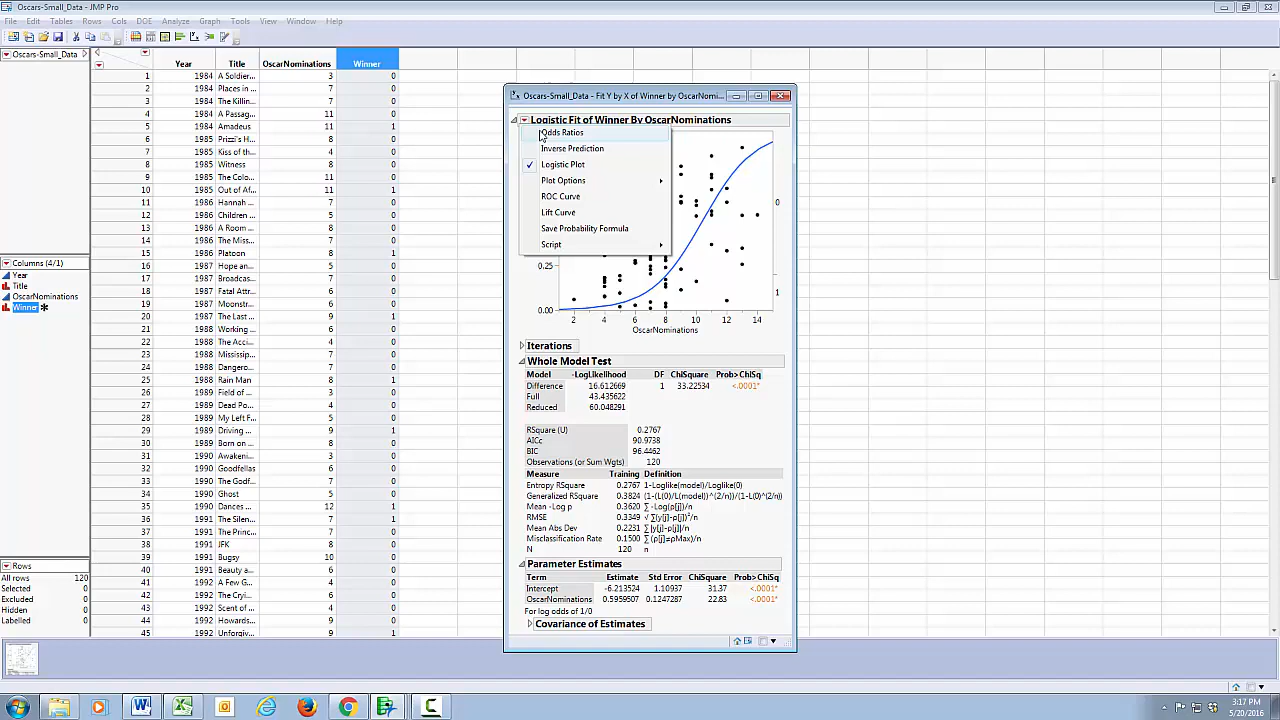 Oscars-Small_Data - JMP Pro
File Edit Tables Rows Cols DOE Analyze Graph Tools View Window Help
Oscars-Small_Data
Columns (4/1)
Year
Title
OscarNominations
Winner
Rows
All rows 120
Selected 0
Excluded 0
Hidden 0
Labelled 0
Year Title OscarNominations Winner
1 1984 A Soldier... 3 0
2 1984 Places in ... 7 0
3 1984 The Killin... 7 0
4 1984 A Passag... 11 0
5 1984 Amadeus 11 1
6 1985 Prizzi's H... 8 0
7 1985 Kiss of th... 4 0
8 1985 Witness 8 0
9 1985 The Colo... 11 0
10 1985 Out of Af... 11 1
11 1986 Hannah ... 7 0
12 1986 Children ... 5 0
13 1986 A Room ... 8 0
14 1986 The Miss... 7 0
15 1986 Platoon 8 1
16 1987 Hope an... 5 0
17 1987 Broadcas... 7 0
18 1987 Fatal Attr... 6 0
19 1987 Moonstr... 6 0
20 1987 The Last ... 9 1
21 1988 Working ... 6 0
22 1988 The Acci... 4 0
23 1988 Mississip... 7 0
24 1988 Dangero... 7 0
25 1988 Rain Man 8 1
26 1989 Field of ... 3 0
27 1989 Dead Po... 4 0
28 1989 My Left F... 5 0
29 1989 Driving ... 9 1
30 1989 Born on ... 8 0
31 1990 Awakeni... 3 0
32 1990 Goodfellas 6 0
33 1990 The Godf... 7 0
34 1990 Ghost 5 0
35 1990 Dances ... 12 1
36 1991 The Silen... 7 1
37 1991 The Princ... 7 0
38 1991 JFK 8 0
39 1991 Bugsy 10 0
40 1991 Beauty a... 6 0
41 1992 A Few G... 4 0
42 1992 The Cryi... 6 0
43 1992 Scent of ... 4 0
44 1992 Howards ... 9 0
45 1992 Unforgiv... 9 1
Oscars-Small_Data - Fit Y by X of Winner by OscarNomi...
Logistic Fit of Winner By OscarNominations
Odds Ratios
Inverse Prediction
Logistic Plot
Plot Options
ROC Curve
Lift Curve
Save Probability Formula
Script
0
0.25
1
0.00
2 4 6 8 10 12 14
OscarNominations
Iterations
Whole Model Test
Model -LogLikelihood DF ChiSquare Prob>ChiSq
Difference 16.612669 1 33.22534 <.0001*
Full 43.435622
Reduced 60.048291
RSquare (U) 0.2767
AICc 90.9738
BIC 96.4462
Observations (or Sum Wgts) 120
Measure Training Definition
Entropy RSquare 0.2767 1-Loglike(model)/Loglike(0)
Generalized RSquare 0.3824 (1-(L(0)/L(model))^(2/n))/(1-L(0)^(2/n))
Mean -Log p 0.3620 ∑ -Log(ρ[j])/n
RMSE 0.3349 √ ∑(y[j]-ρ[j])²/n
Mean Abs Dev 0.2231 ∑ |y[j]-ρ[j]|/n
Misclassification Rate 0.1500 ∑ (ρ[j]≠ρMax)/n
N 120 n
Parameter Estimates
Term Estimate Std Error ChiSquare Prob>ChiSq
Intercept -6.213524 1.10937 31.37 <.0001*
OscarNominations 0.5959507 0.1247287 22.83 <.0001*
For log odds of 1/0
Covariance of Estimates
3:17 PM
5/20/2016